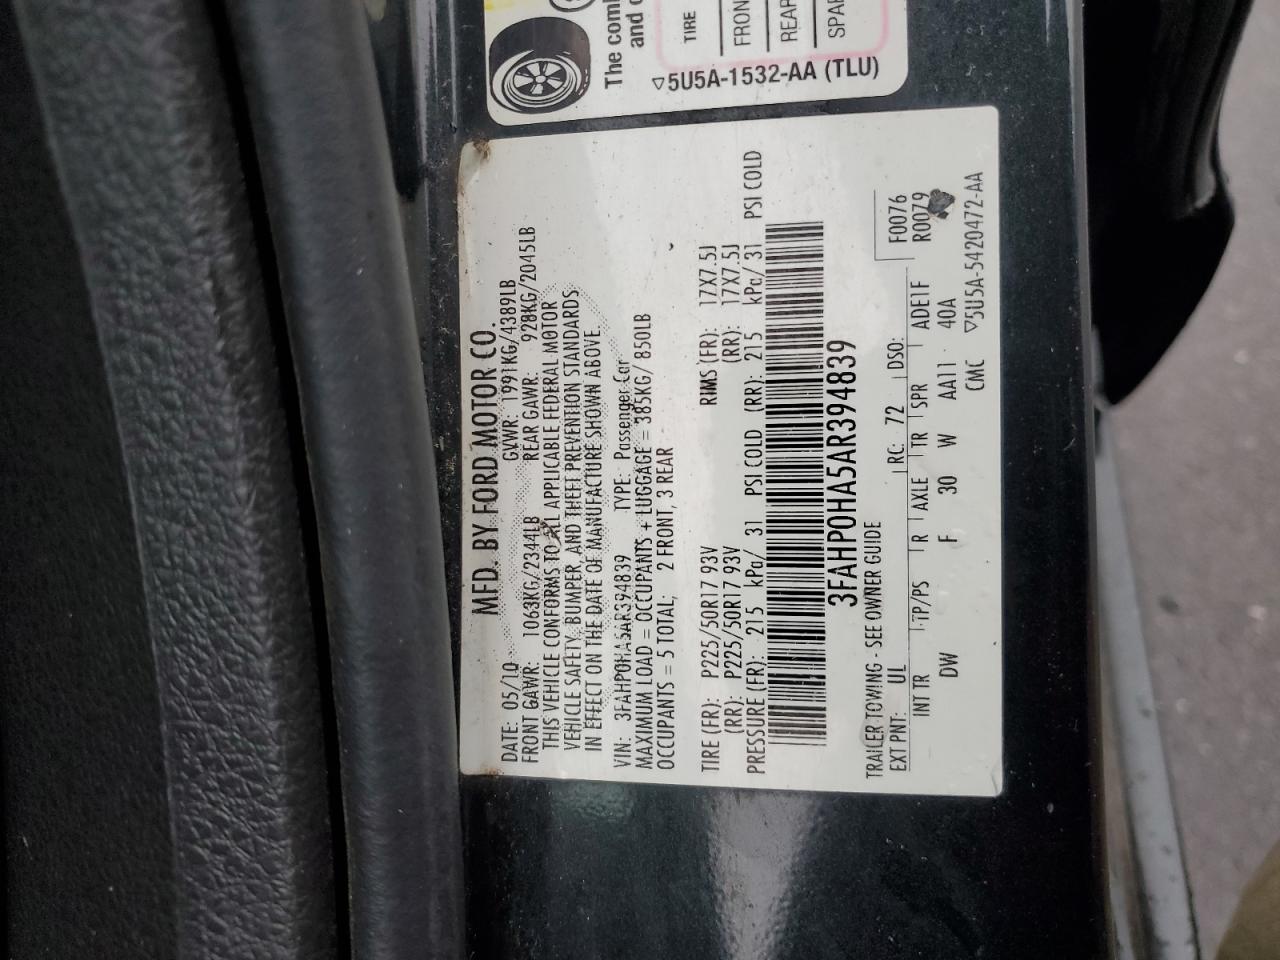 The com
and
TIRE
FRON
REAR
SPAR
▽5U5A-1532-AA (TLU)
MFD. BY FORD MOTOR CO.
DATE: 05/10 GVWR: 1991KG/4389LB
FRONT GAWR: 1063KG/2344LB REAR GAWR: 928KG/2045LB
THIS VEHICLE CONFORMS TO ALL APPLICABLE FEDERAL MOTOR
VEHICLE SAFETY, BUMPER, AND THEFT PREVENTION STANDARDS
IN EFFECT ON THE DATE OF MANUFACTURE SHOWN ABOVE.
VIN: 3FAHP0HA5AR394839 TYPE: Passenger Car
MAXIMUM LOAD = OCCUPANTS + LUGGAGE = 385KG/ 850LB
OCCUPANTS = 5 TOTAL; 2 FRONT, 3 REAR
TIRE (FR): P225/50R17 93V RIMS (FR): 17X7.5J
(RR): P225/50R17 93V (RR): 17X7.5J
PRESSURE (FR): 215 kPa/ 31 PSI COLD (RR): 215 kPa/ 31 PSI COLD
3FAHP0HA5AR394839
TRAILER TOWING - SEE OWNER GUIDE F0076
EXT PNT: UL RC: 72 DSO: R0079
INT TR TP/PS R AXLE TR SPR ADE1F
DW F 30 W AA11 40A
CMC ▽5U5A-5420472-AA